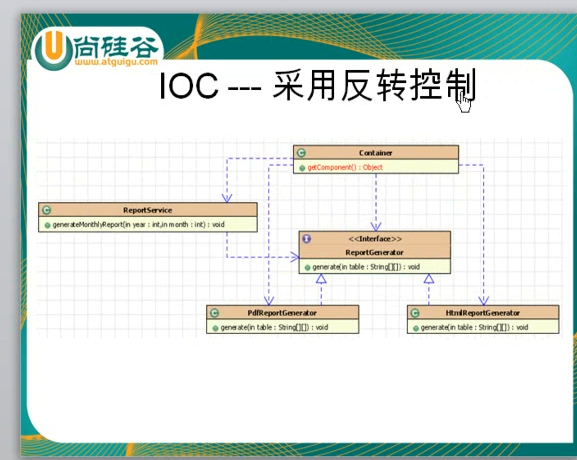 尚硅谷
www.atguigu.com
IOC --- 采用反转控制
Container
getComponent() : Object
ReportService
generateMonthlyReport(in year : int,in month : int) : void
<<Interface>>
ReportGenerator
generate(in table : String[][]) : void
PdfReportGenerator
generate(in table : String[][]) : void
HtmlReportGenerator
generate(in table : String[][]) : void